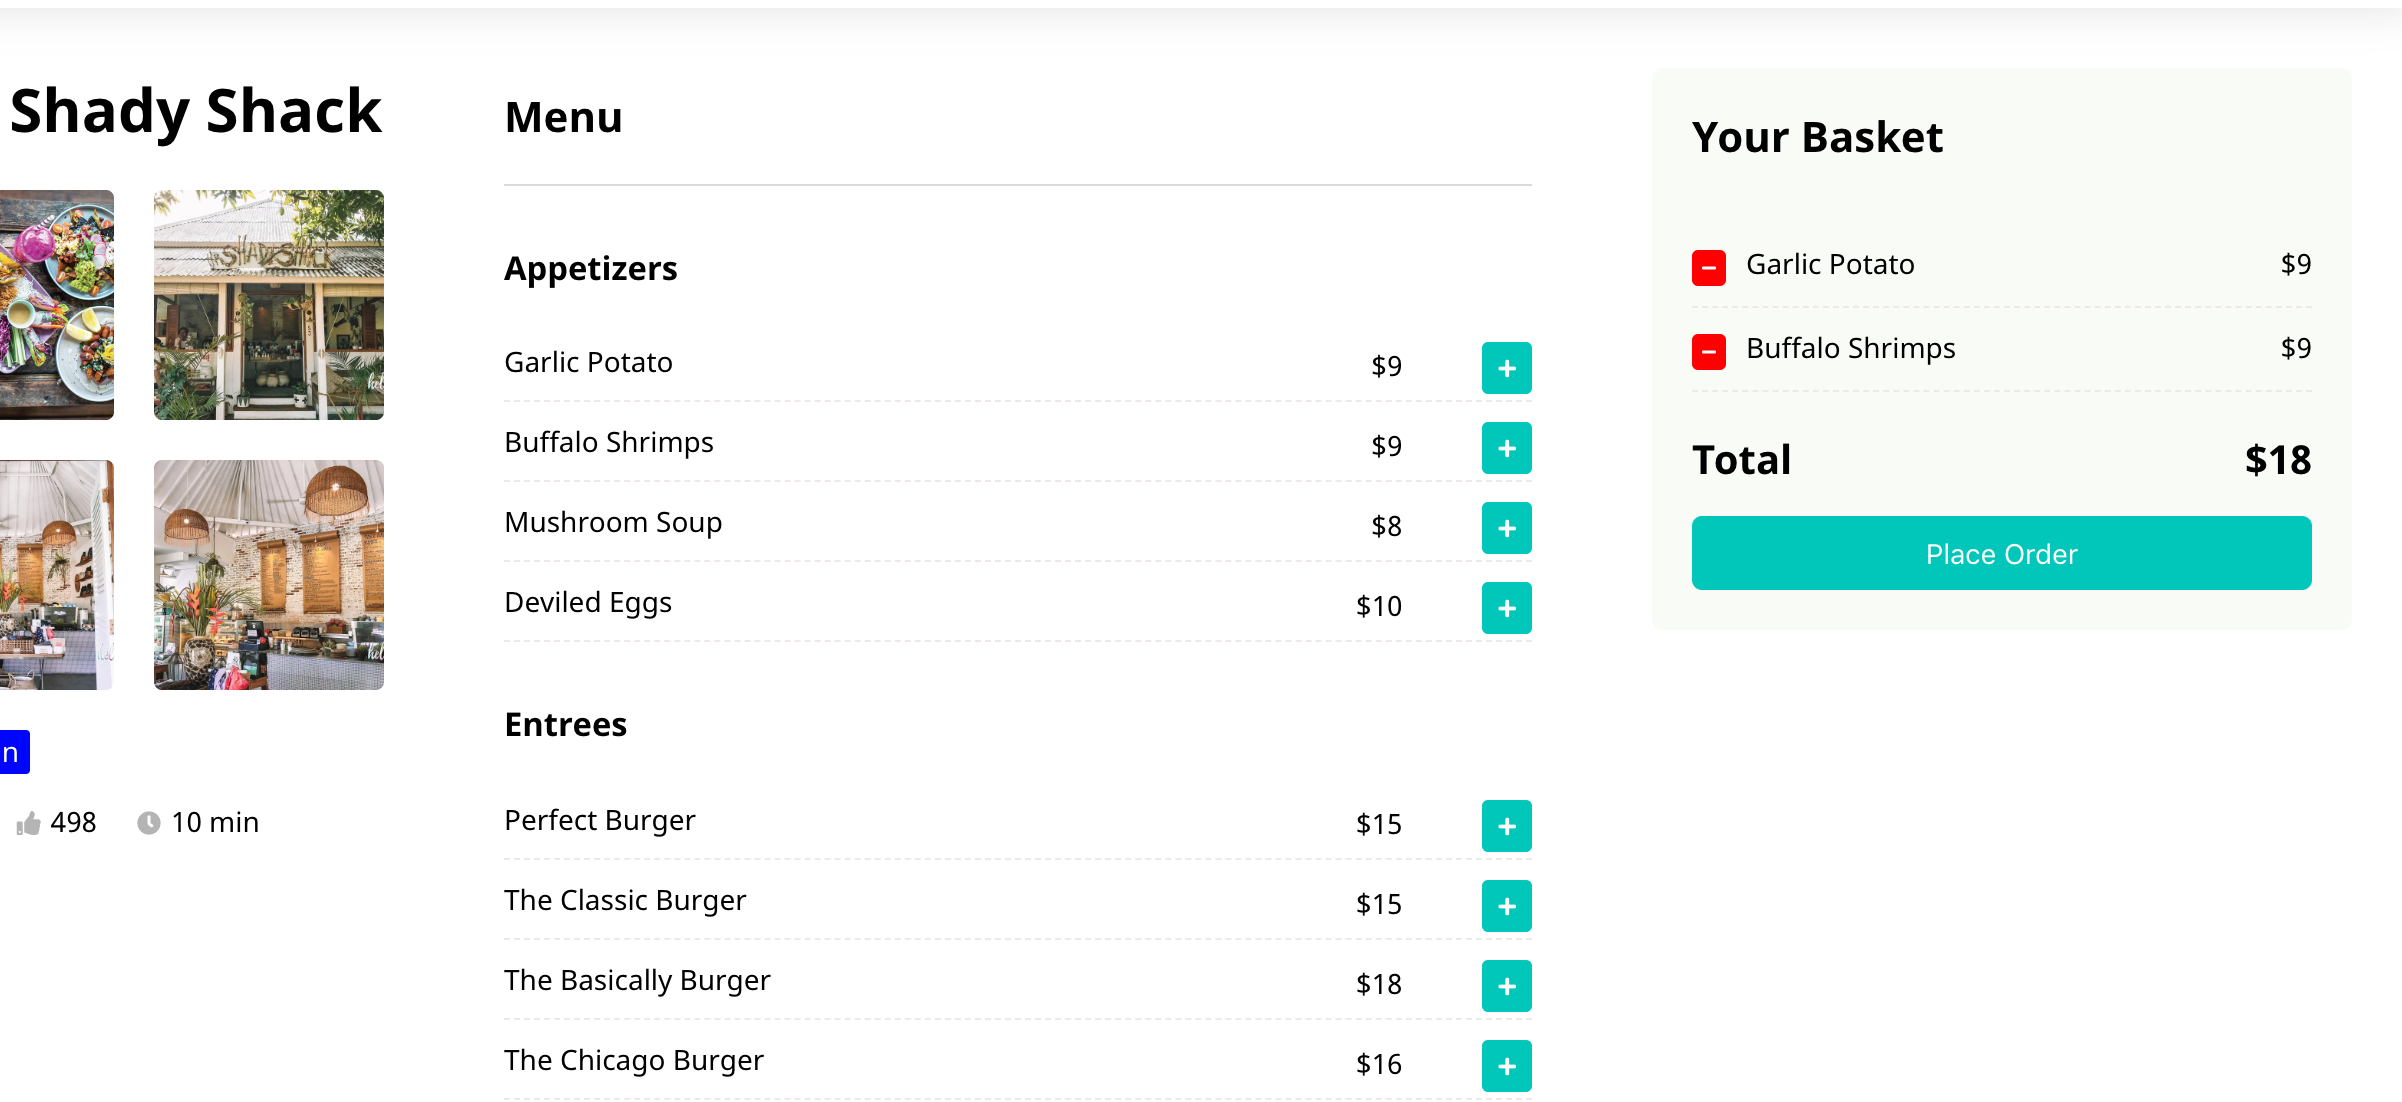 Shady Shack
SHADY SHACK
n
498
10 min
Menu
Appetizers
Garlic Potato $9
Buffalo Shrimps $9
Mushroom Soup $8
Deviled Eggs $10
Entrees
Perfect Burger $15
The Classic Burger $15
The Basically Burger $18
The Chicago Burger $16
Your Basket
Garlic Potato $9
Buffalo Shrimps $9
Total $18
Place Order